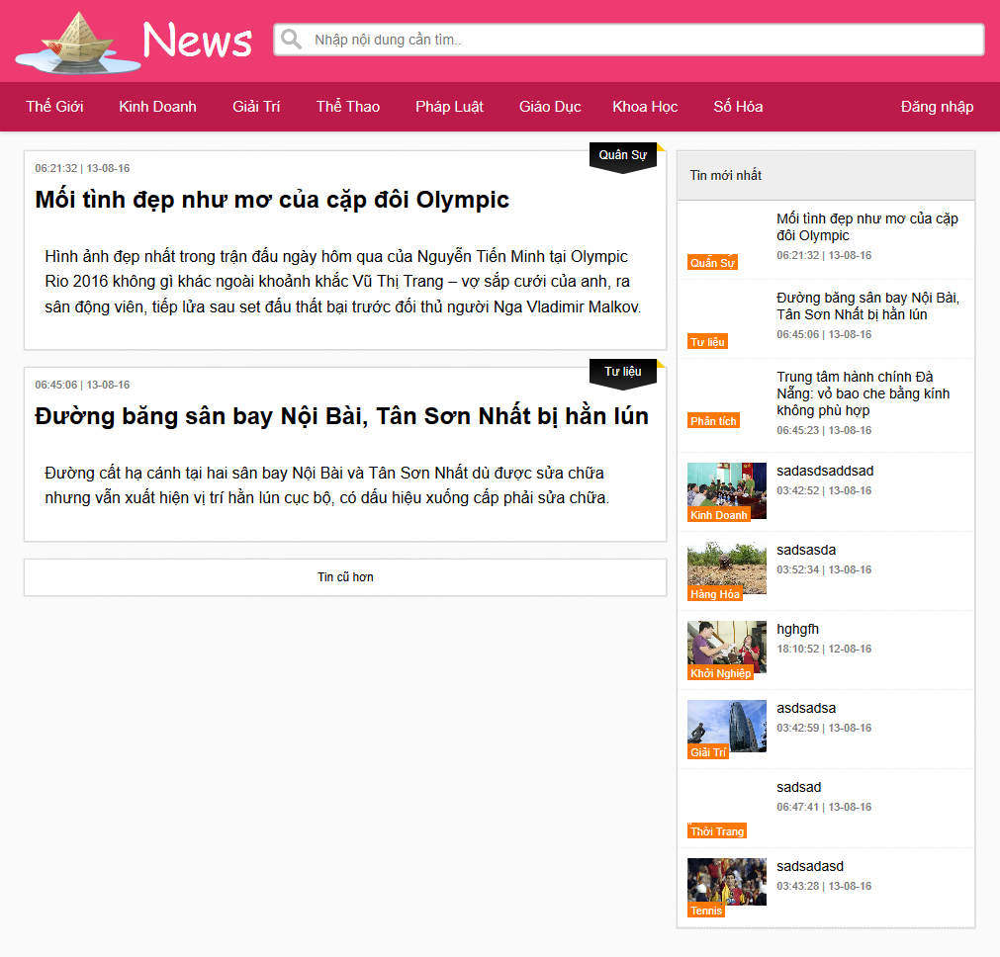 News
Nhập nội dung cần tìm..
Thế Giới Kinh Doanh Giải Trí Thể Thao Pháp Luật Giáo Dục Khoa Học Số Hóa Đăng nhập
Quân Sự
06:21:32 | 13-08-16
Mối tình đẹp như mơ của cặp đôi Olympic
Hình ảnh đẹp nhất trong trận đấu ngày hôm qua của Nguyễn Tiến Minh tại Olympic
Rio 2016 không gì khác ngoài khoảnh khắc Vũ Thị Trang – vợ sắp cưới của anh, ra
sân động viên, tiếp lửa sau set đấu thất bại trước đối thủ người Nga Vladimir Malkov.
Tư liệu
06:45:06 | 13-08-16
Đường băng sân bay Nội Bài, Tân Sơn Nhất bị hằn lún
Đường cất hạ cánh tại hai sân bay Nội Bài và Tân Sơn Nhất dù được sửa chữa
nhưng vẫn xuất hiện vị trí hằn lún cục bộ, có dấu hiệu xuống cấp phải sửa chữa.
Tin cũ hơn
Tin mới nhất
Mối tình đẹp như mơ của cặp
đôi Olympic
06:21:32 | 13-08-16
Quân Sự
Đường băng sân bay Nội Bài,
Tân Sơn Nhất bị hằn lún
06:45:06 | 13-08-16
Tư liệu
Trung tâm hành chính Đà
Nẵng: vỏ bao che bằng kính
không phù hợp
06:45:23 | 13-08-16
Phân tích
sadasdsaddsad
03:42:52 | 13-08-16
Kinh Doanh
sadsasda
03:52:34 | 13-08-16
Hàng Hóa
hghgfh
18:10:52 | 12-08-16
Khởi Nghiệp
asdsadsa
03:42:59 | 13-08-16
Giải Trí
sadsad
06:47:41 | 13-08-16
Thời Trang
sadsadasd
03:43:28 | 13-08-16
Tennis